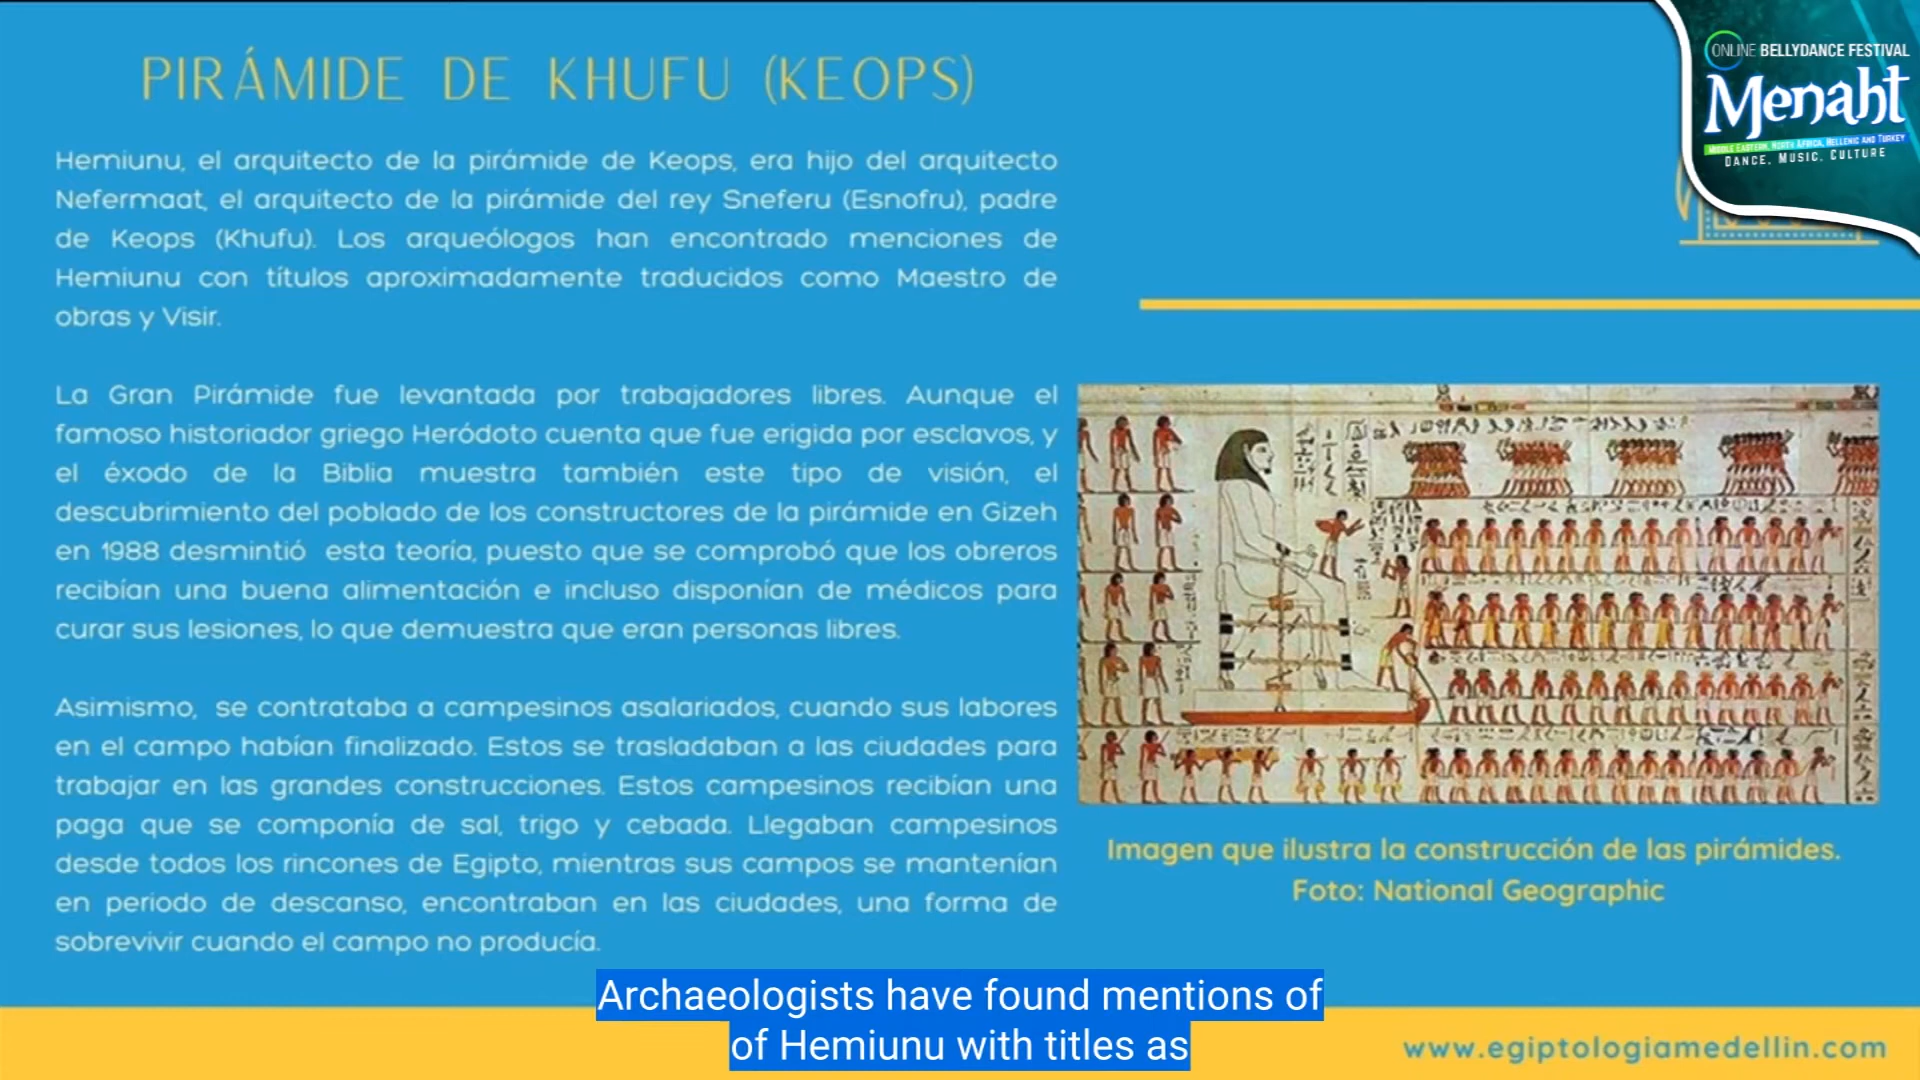 PIRÁMIDE DE KHUFU (KEOPS)
ONLINE BELLYDANCE FESTIVAL
Menaht
MIDDLE EASTERN, NORTH AFRICA, HELLENIC AND TURKEY
DANCE, MUSIC, CULTURE
Hemiunu, el arquitecto de la pirámide de Keops, era hijo del arquitecto
Nefermaat, el arquitecto de la pirámide del rey Sneferu (Esnofru), padre
de Keops (Khufu). Los arqueólogos han encontrado menciones de
Hemiunu con títulos aproximadamente traducidos como Maestro de
obras y Visir.
La Gran Pirámide fue levantada por trabajadores libres. Aunque el
famoso historiador griego Heródoto cuenta que fue erigida por esclavos, y
el éxodo de la Biblia muestra también este tipo de visión, el
descubrimiento del poblado de los constructores de la pirámide en Gizeh
en 1988 desmintió esta teoría, puesto que se comprobó que los obreros
recibían una buena alimentación e incluso disponían de médicos para
curar sus lesiones, lo que demuestra que eran personas libres.
Asimismo, se contrataba a campesinos asalariados, cuando sus labores
en el campo habían finalizado. Estos se trasladaban a las ciudades para
trabajar en las grandes construcciones. Estos campesinos recibían una
paga que se componía de sal, trigo y cebada. Llegaban campesinos
desde todos los rincones de Egipto, mientras sus campos se mantenían
en periodo de descanso, encontraban en las ciudades, una forma de
sobrevivir cuando el campo no producía.
Imagen que ilustra la construcción de las pirámides.
Foto: National Geographic
Archaeologists have found mentions of
of Hemiunu with titles as
www.egiptologiamedellin.com